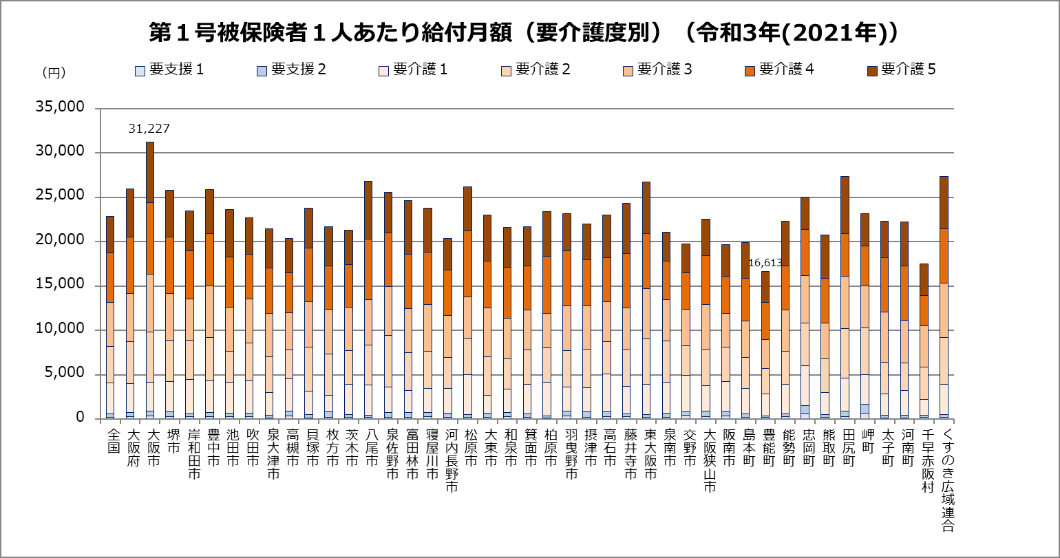 第１号被保険者１人あたり給付月額（要介護度別）（令和3年(2021年)）
(円)
要支援１ 要支援２ 要介護１ 要介護２ 要介護３ 要介護４ 要介護５
35,000
30,000
25,000
20,000
15,000
10,000
5,000
0
31,227
16,613
全国
大阪府
大阪市
堺市
岸和田市
豊中市
池田市
吹田市
泉大津市
高槻市
貝塚市
枚方市
茨木市
八尾市
泉佐野市
富田林市
寝屋川市
河内長野市
松原市
大東市
和泉市
箕面市
柏原市
羽曳野市
摂津市
高石市
藤井寺市
東大阪市
泉南市
交野市
大阪狭山市
阪南市
島本町
豊能町
能勢町
忠岡町
熊取町
田尻町
岬町
太子町
河南町
千早赤阪村
くすのき広域連合